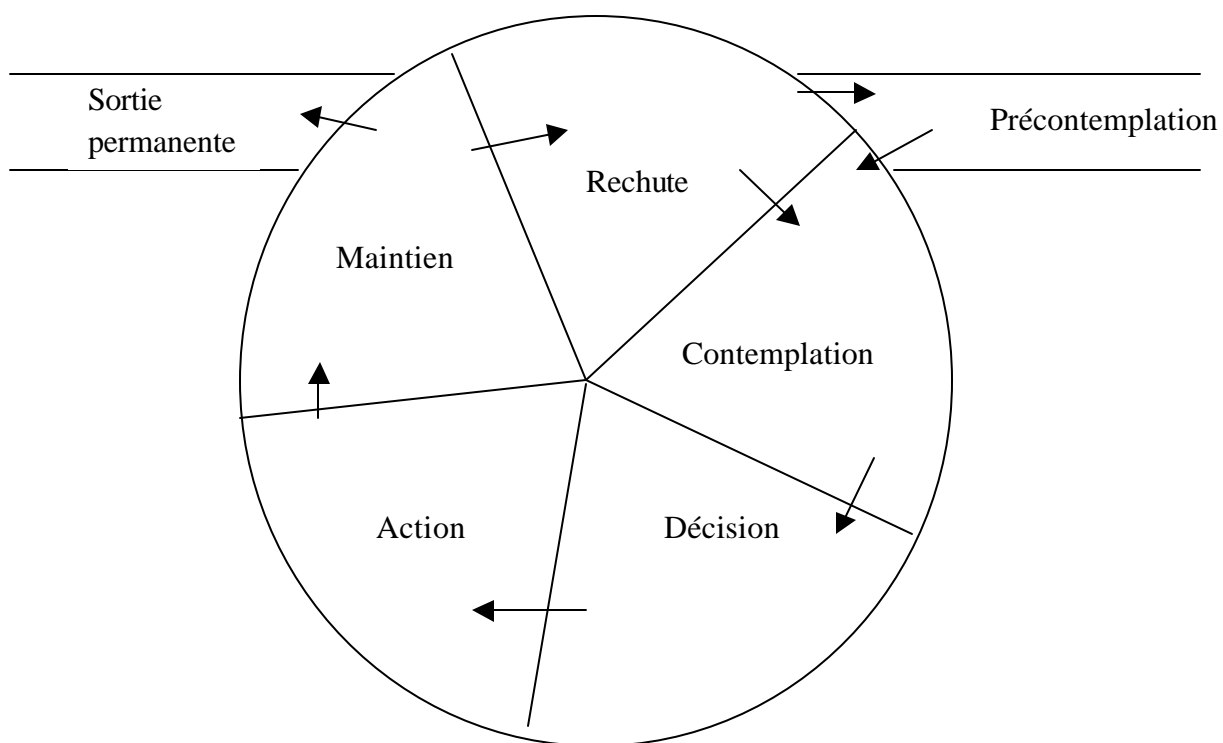 Sortie
permanente
Précontemplation
Rechute
Maintien
Contemplation
Action
Décision